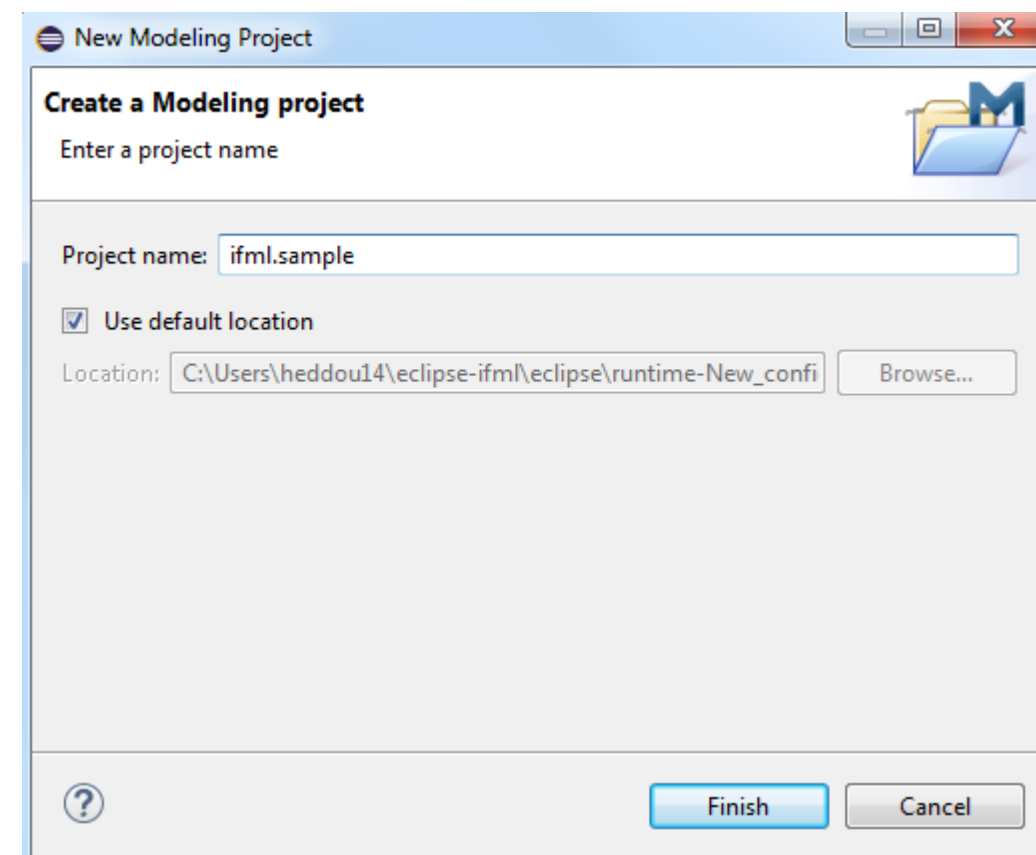 New Modeling Project
Create a Modeling project
Enter a project name
Project name: ifml.sample
Use default location
Location: C:\Users\heddou14\eclipse-ifml\eclipse\runtime-New_confi Browse...
Finish Cancel